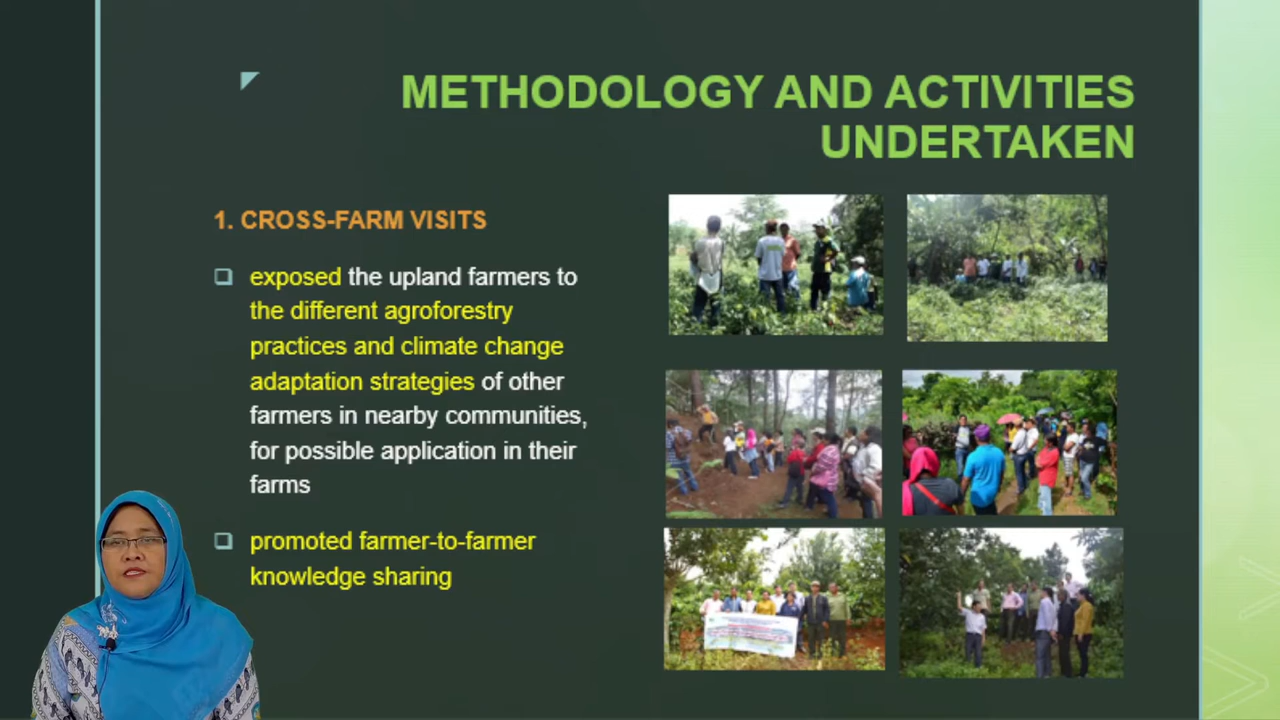 METHODOLOGY AND ACTIVITIES
UNDERTAKEN
1. CROSS-FARM VISITS
exposed the upland farmers to
the different agroforestry
practices and climate change
adaptation strategies of other
farmers in nearby communities,
for possible application in their
farms
promoted farmer-to-farmer
knowledge sharing